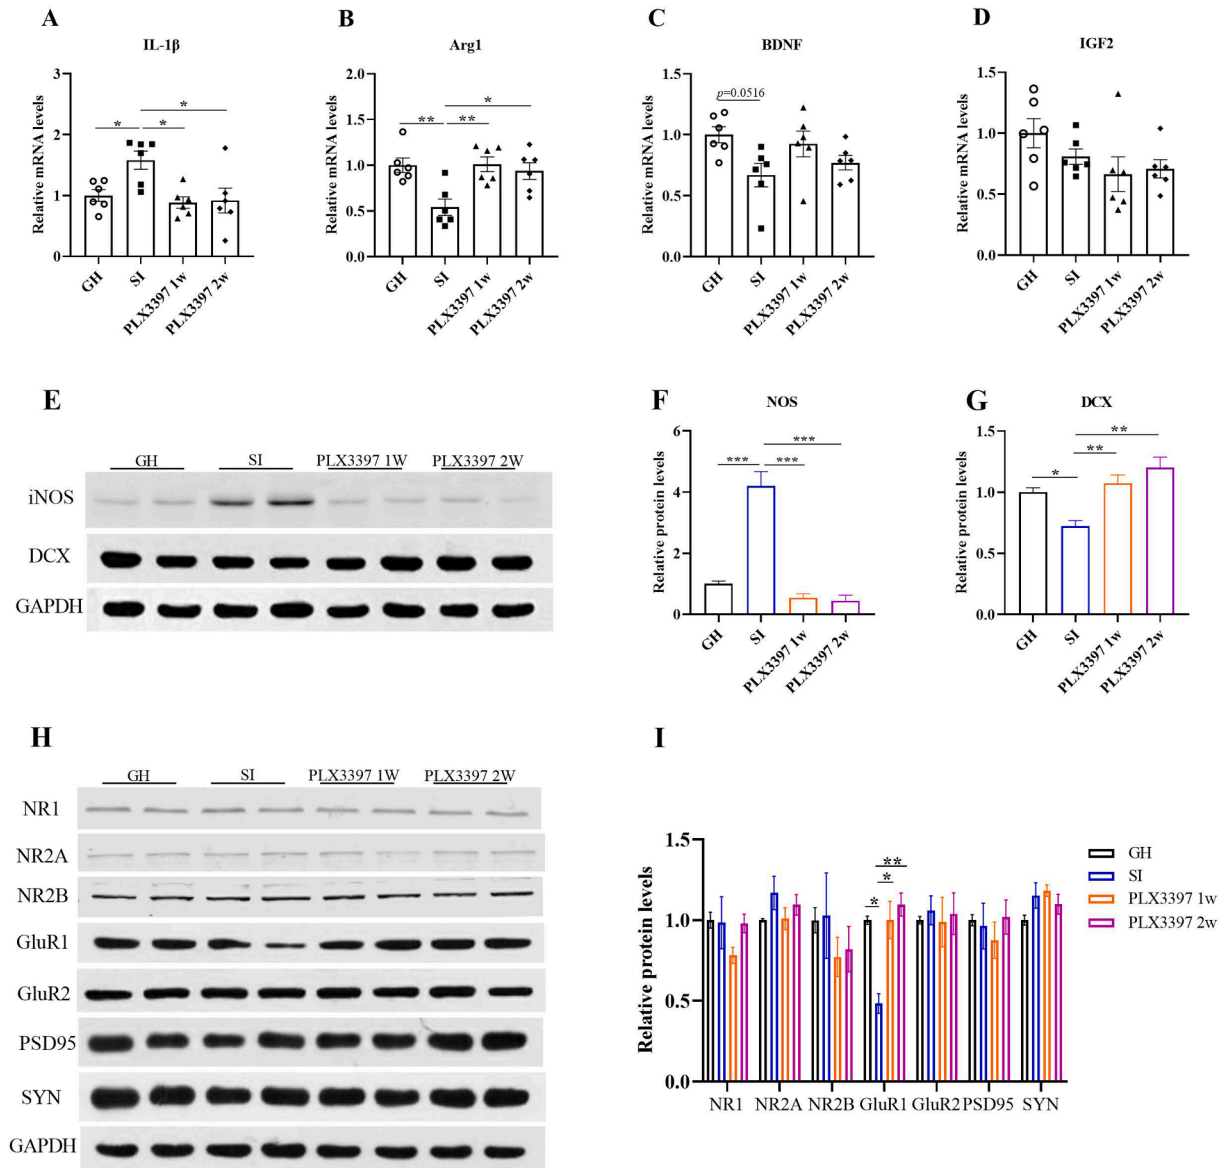 A
IL-1β
Relative mRNA levels
3
2
1
0
*
*
*
GH
SI
PLX3397 1w
PLX3397 2w
B
Arg1
Relative mRNA levels
2.0
1.5
1.0
0.5
0.0
*
**
**
GH
SI
PLX3397 1w
PLX3397 2w
C
BDNF
Relative mRNA levels
1.5
1.0
0.5
0.0
p=0.0516
GH
SI
PLX3397 1w
PLX3397 2w
D
IGF2
Relative mRNA levels
1.5
1.0
0.5
0.0
GH
SI
PLX3397 1w
PLX3397 2w
E
GH SI PLX3397 1W PLX3397 2W
iNOS
DCX
GAPDH
F
NOS
Relative protein levels
6
4
2
0
***
*** ***
GH
SI
PLX3397 1w
PLX3397 2w
G
DCX
Relative protein levels
1.5
1.0
0.5
0.0
**
**
*
GH
SI
PLX3397 1w
PLX3397 2w
H
GH SI PLX3397 1W PLX3397 2W
NR1
NR2A
NR2B
GluR1
GluR2
PSD95
SYN
GAPDH
I
Relative protein levels
1.5
1.0
0.5
0.0
**
*
*
NR1 NR2A NR2B GluR1 GluR2 PSD95 SYN
GH
SI
PLX3397 1w
PLX3397 2w